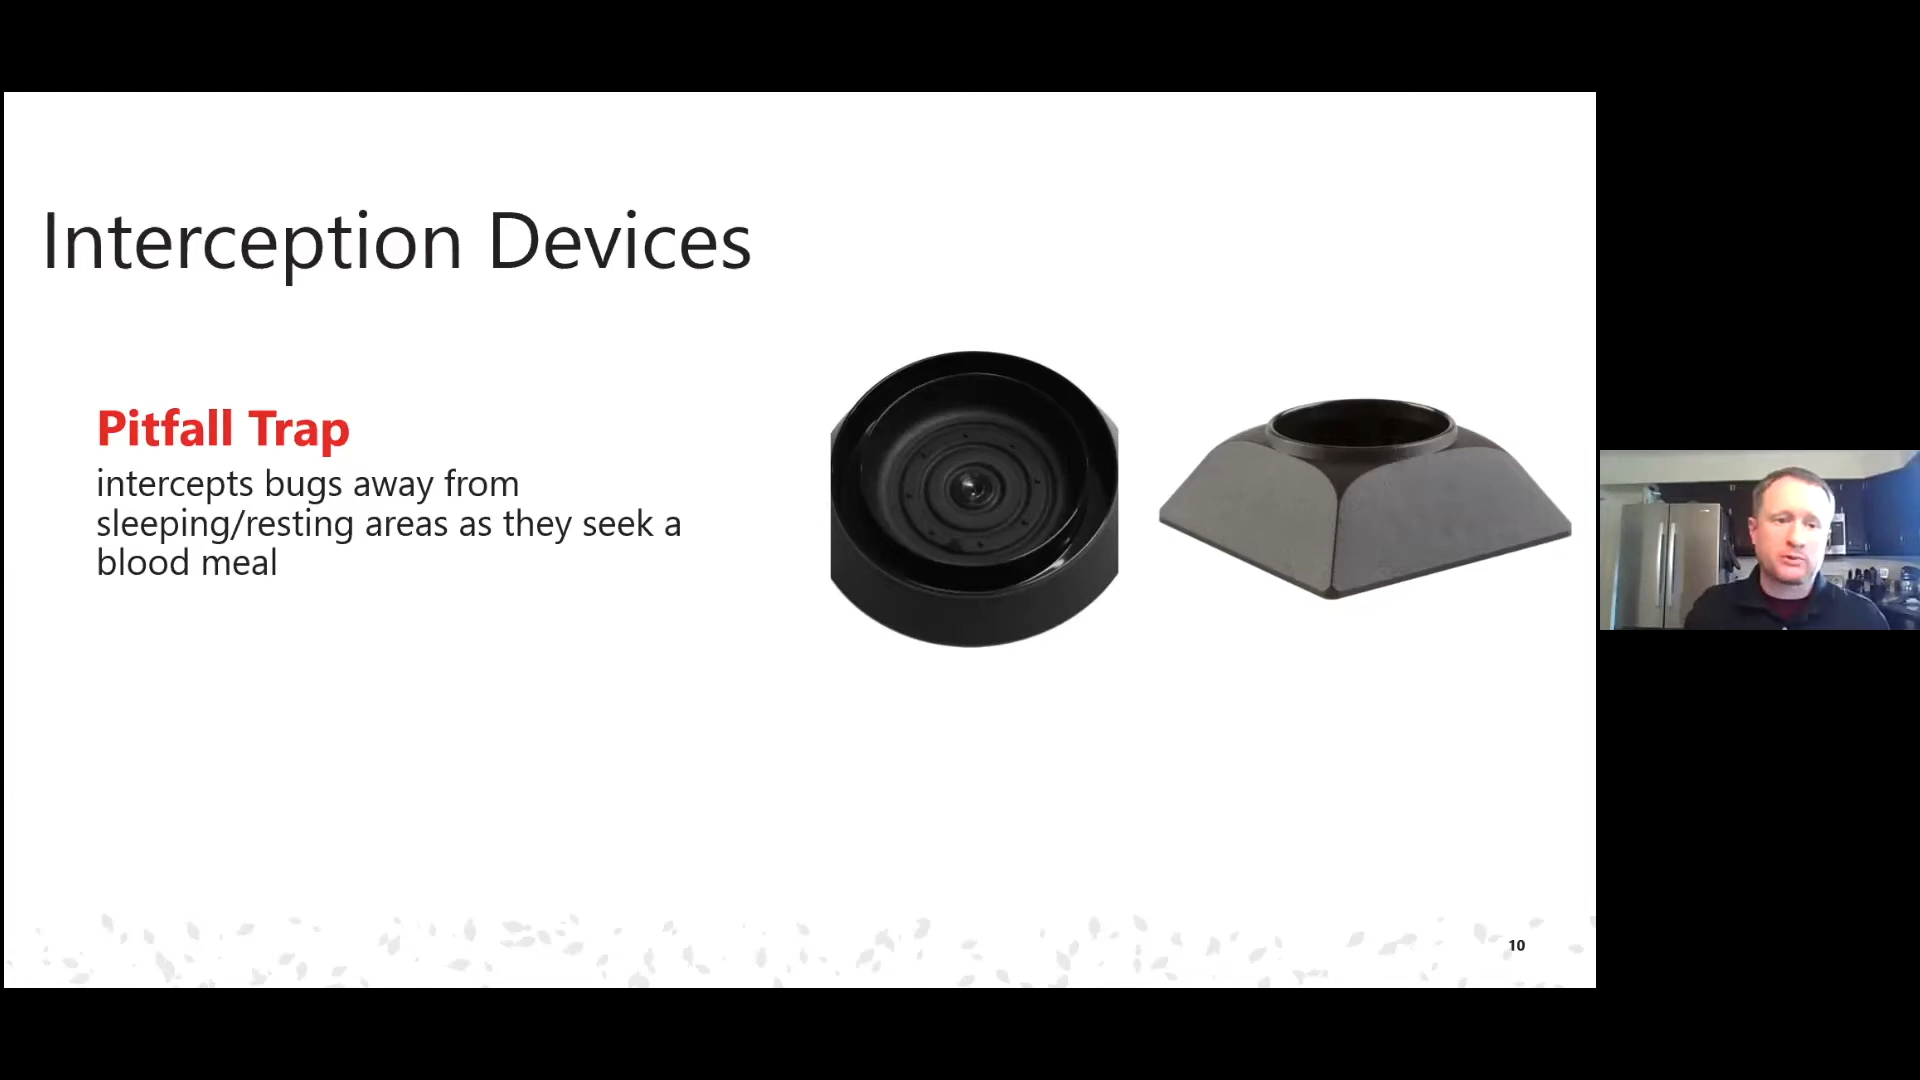 Interception Devices
Pitfall Trap
intercepts bugs away from
sleeping/resting areas as they seek a
blood meal
10